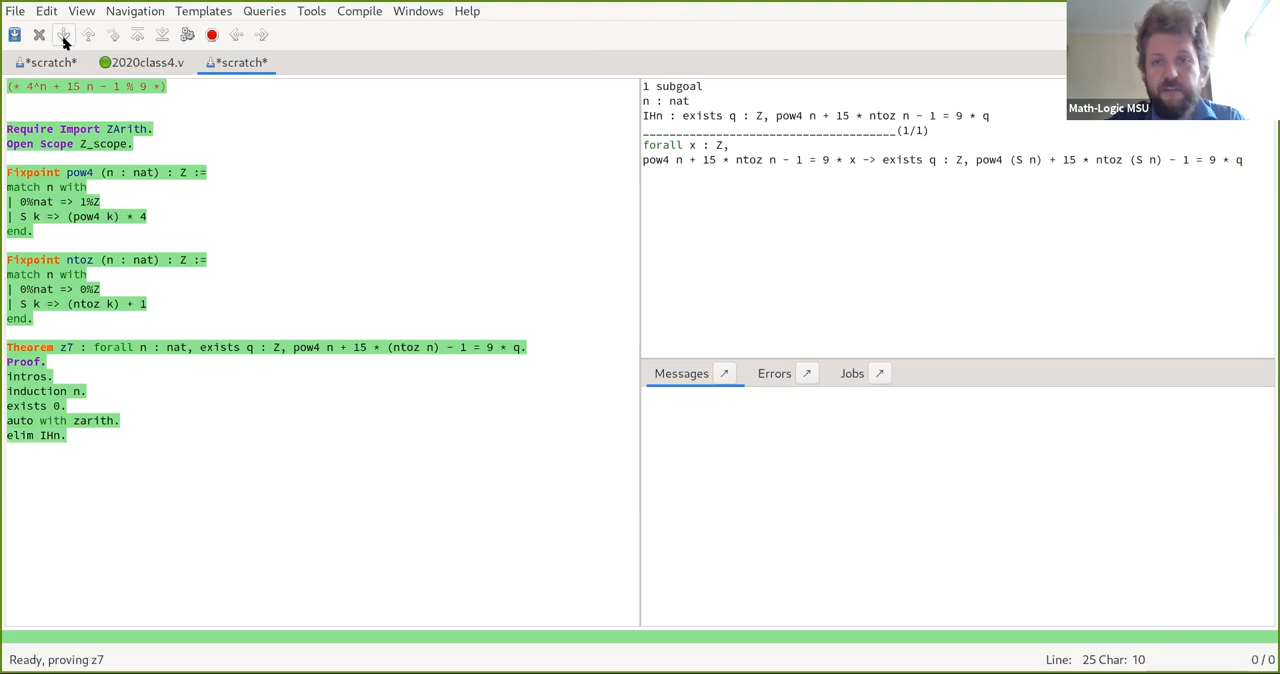 File Edit View Navigation Templates Queries Tools Compile Windows Help
*scratch* 2020class4.v *scratch*
(* 4^n + 15 n - 1 % 9 *)
Require Import ZArith.
Open Scope Z_scope.
Fixpoint pow4 (n : nat) : Z :=
match n with
| 0%nat => 1%Z
| S k => (pow4 k) * 4
end.
Fixpoint ntoz (n : nat) : Z :=
match n with
| 0%nat => 0%Z
| S k => (ntoz k) + 1
end.
Theorem z7 : forall n : nat, exists q : Z, pow4 n + 15 * (ntoz n) - 1 = 9 * q.
Proof.
intros.
induction n.
exists 0.
auto with zarith.
elim IHn.
1 subgoal
n : nat
IHn : exists q : Z, pow4 n + 15 * ntoz n - 1 = 9 * q
______________________________________(1/1)
forall x : Z,
pow4 n + 15 * ntoz n - 1 = 9 * x -> exists q : Z, pow4 (S n) + 15 * ntoz (S n) - 1 = 9 * q
Messages Errors Jobs
Math-Logic MSU
Ready, proving z7
Line: 25 Char: 10
0 / 0